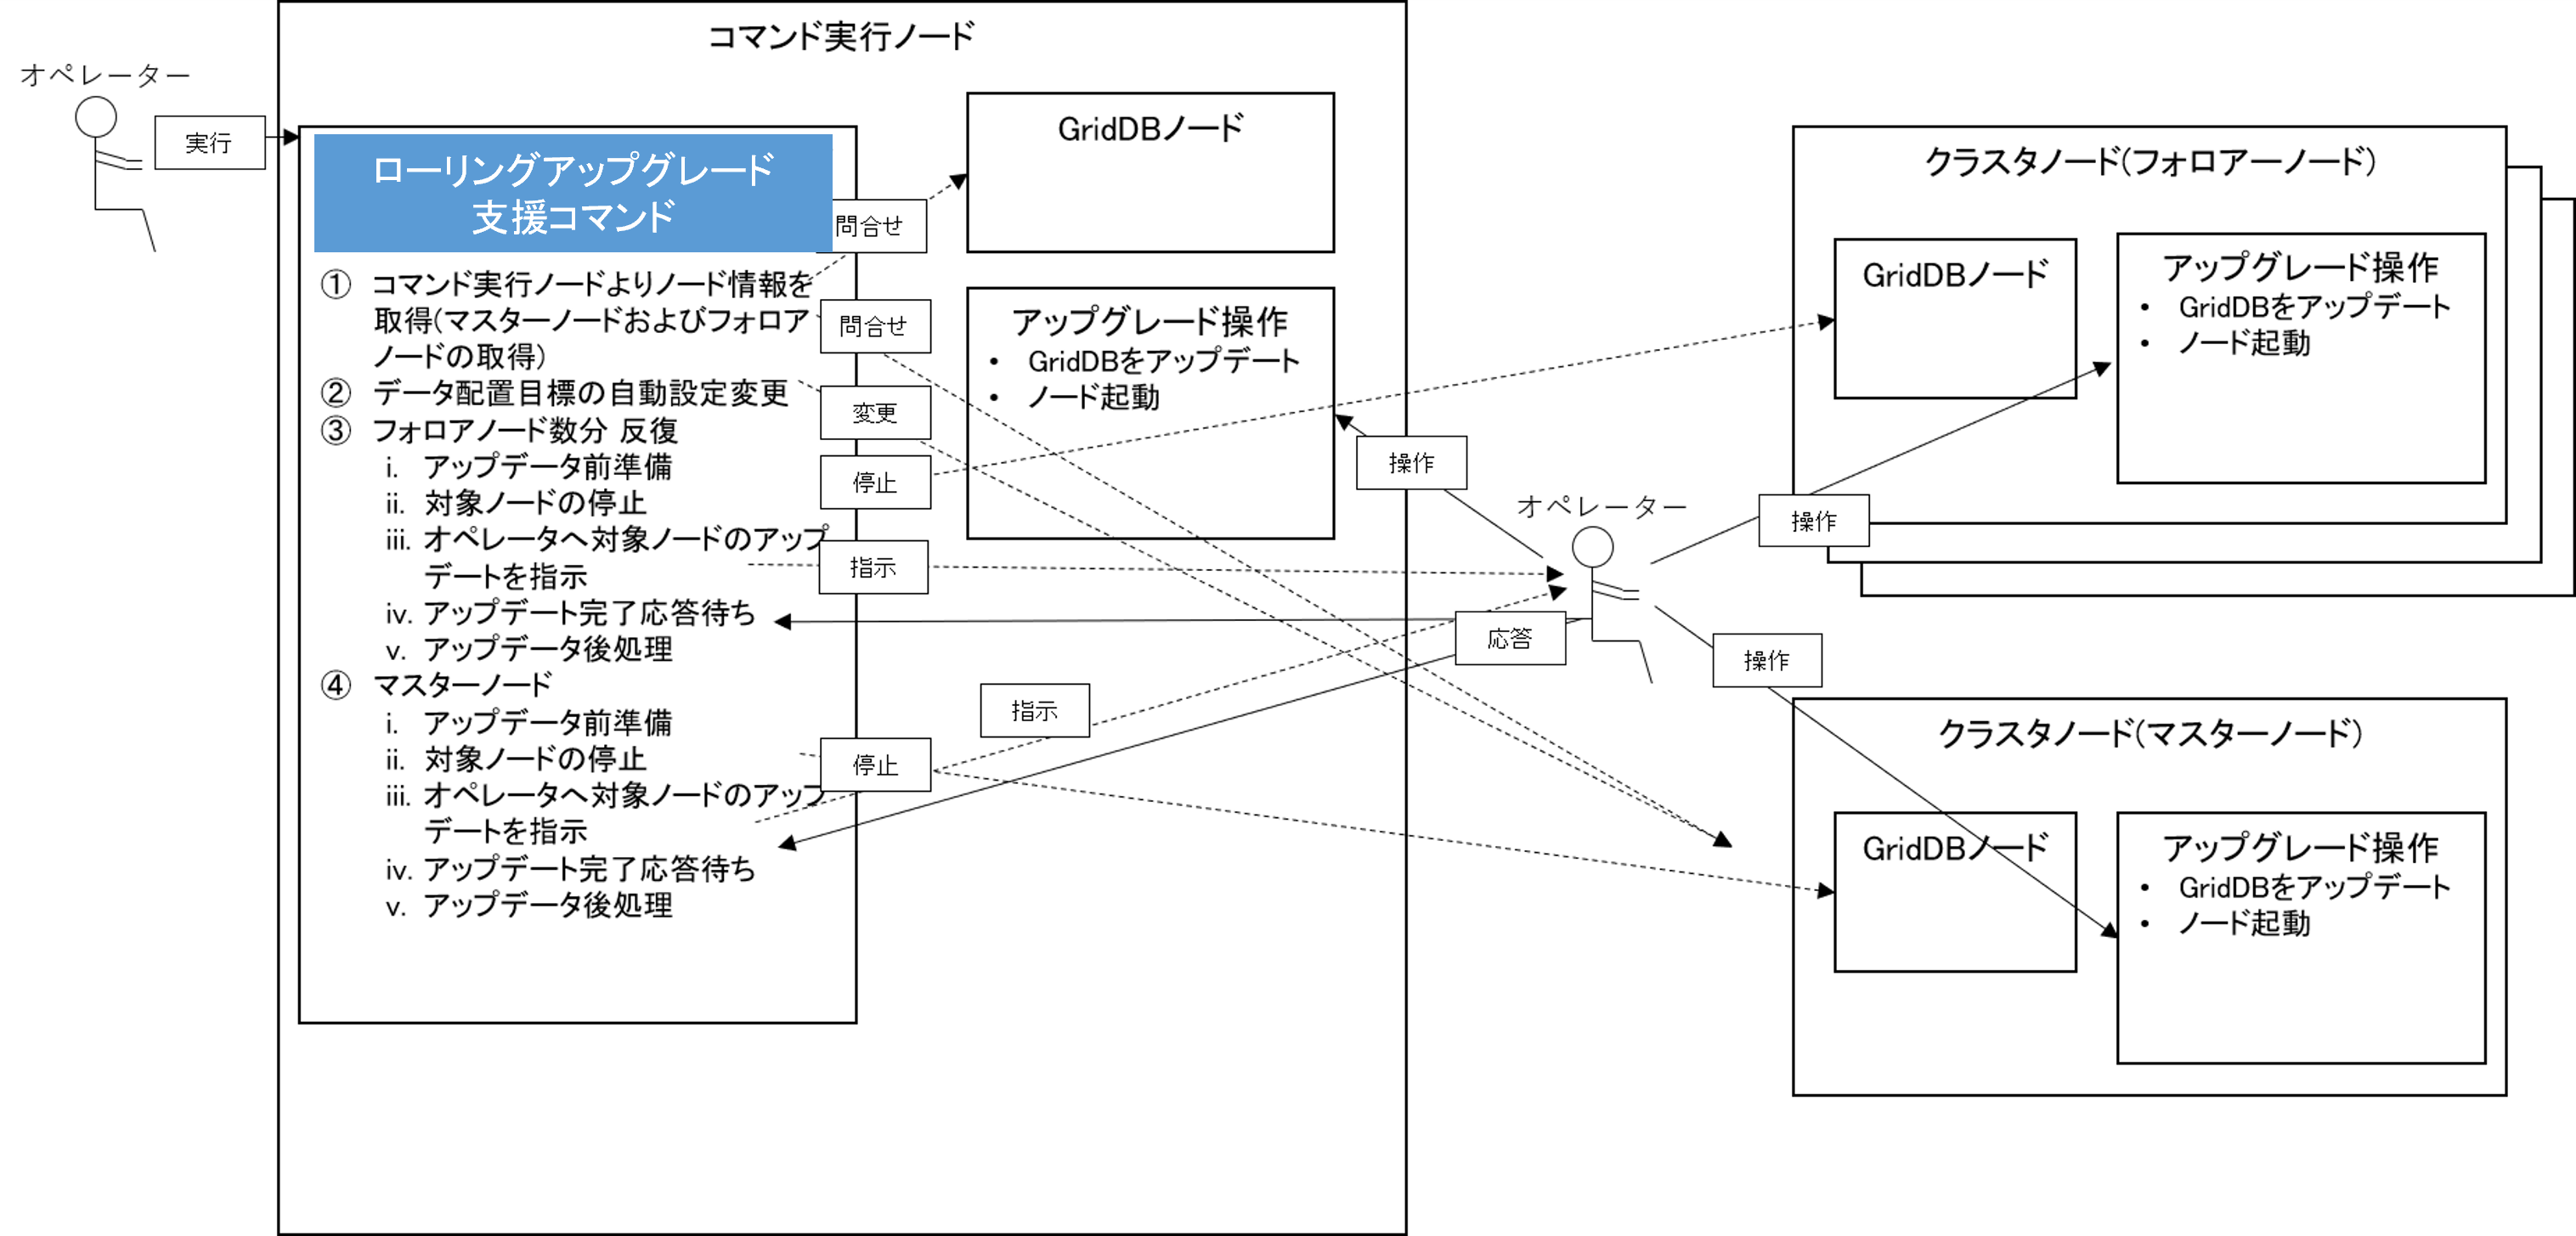 コマンド実行ノード
オペレーター
実行
ローリングアップグレード
支援コマンド
① コマンド実行ノードよりノード情報を
取得(マスターノードおよびフォロア
ノードの取得)
② データ配置目標の自動設定変更
③ フォロアノード数分 反復
i. アップデータ前準備
ii. 対象ノードの停止
iii. オペレータへ対象ノードのアップ
デートを指示
iv. アップデート完了応答待ち
v. アップデータ後処理
④ マスターノード
i. アップデータ前準備
ii. 対象ノードの停止
iii. オペレータへ対象ノードのアップ
デートを指示
iv. アップデート完了応答待ち
v. アップデータ後処理
問合せ
問合せ
変更
停止
指示
指示
停止
GridDBノード
アップグレード操作
• GridDBをアップデート
• ノード起動
操作
オペレーター
応答
操作
操作
クラスタノード(フォロアーノード)
GridDBノード
アップグレード操作
• GridDBをアップデート
• ノード起動
クラスタノード(マスターノード)
GridDBノード
アップグレード操作
• GridDBをアップデート
• ノード起動